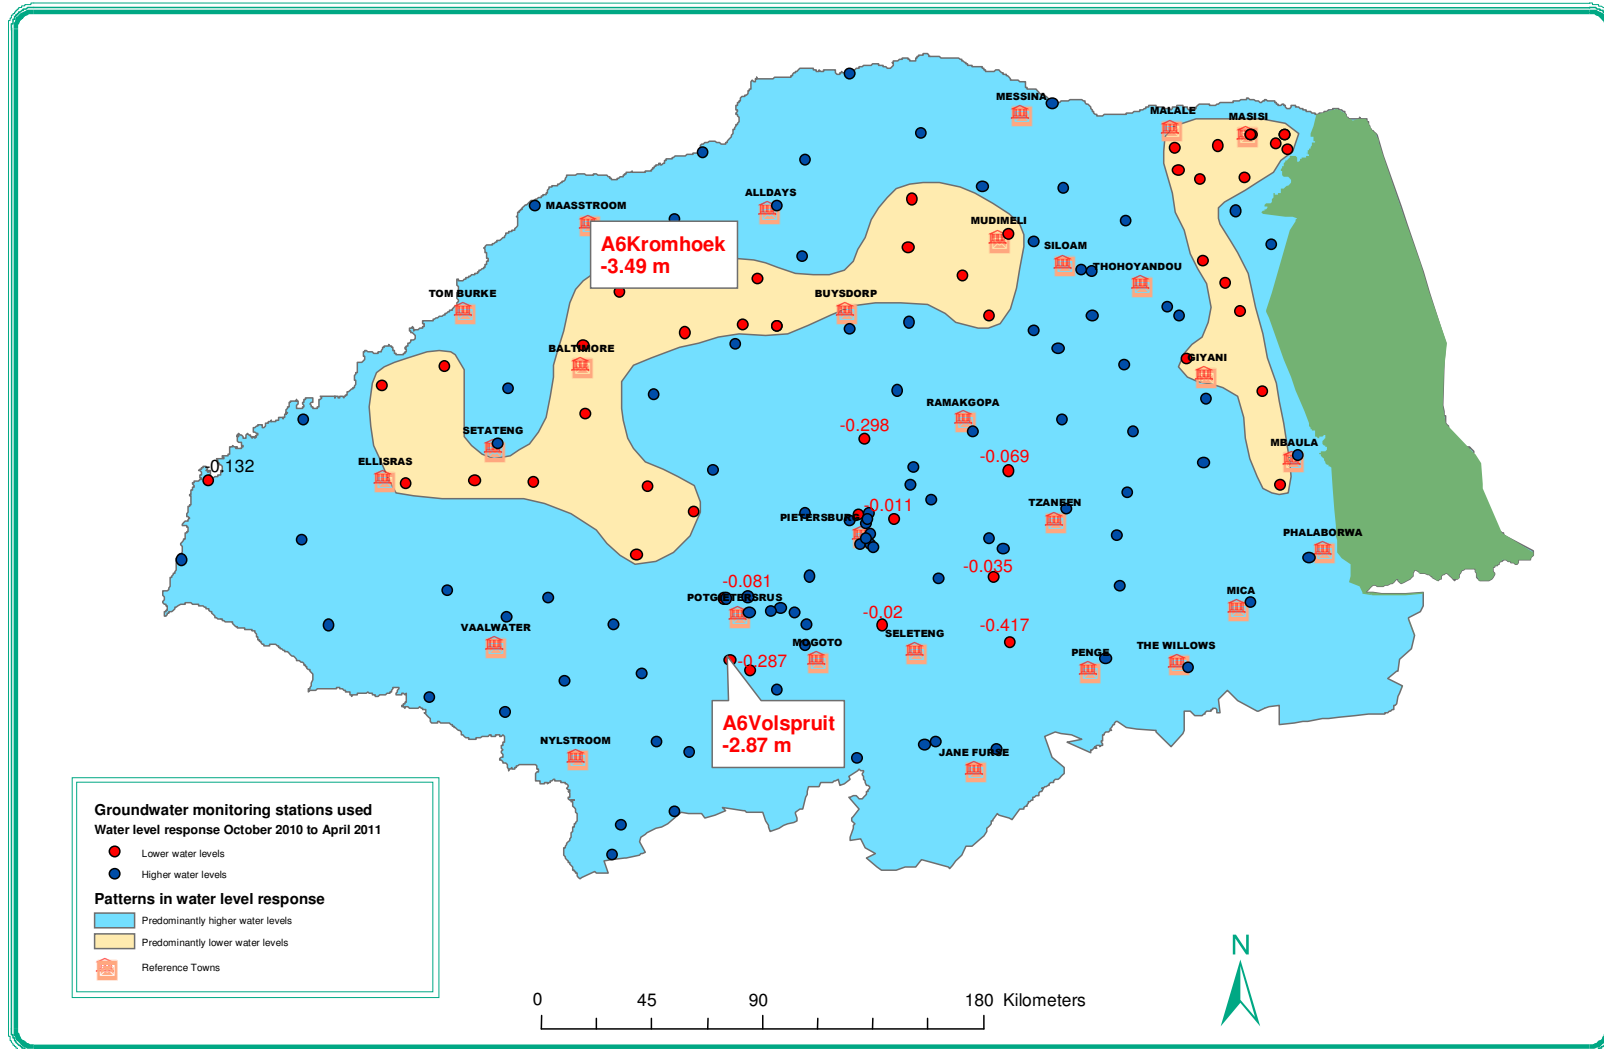 MESSINA
MALALE
MASISI
ALLDAYS
MAASSTROOM
MUDIMELI
A6Kromhoek
-3.49 m
SILOAM
THOHOYANDOU
TOM BURKE
BUYSDORP
BALTIMORE
GIYANI
RAMAKGOPA
-0.298
SETATENG
MBAULA
ELLISRAS
-0.132
-0.069
TZANEEN
-0.011
PIETERSBURG
PHALABORWA
-0.035
-0.081
POTGIETERSRUS
MICA
-0.02
-0.417
VAALWATER
MOGOTO
SELETENG
PENGE
THE WILLOWS
-0.287
A6Volspruit
-2.87 m
NYLSTROOM
JANE FURSE
Groundwater monitoring stations used
Water level response October 2010 to April 2011
Lower water levels
Higher water levels
Patterns in water level response
Predominantly higher water levels
Predominantly lower water levels
Reference Towns
N
0 45 90 180 Kilometers